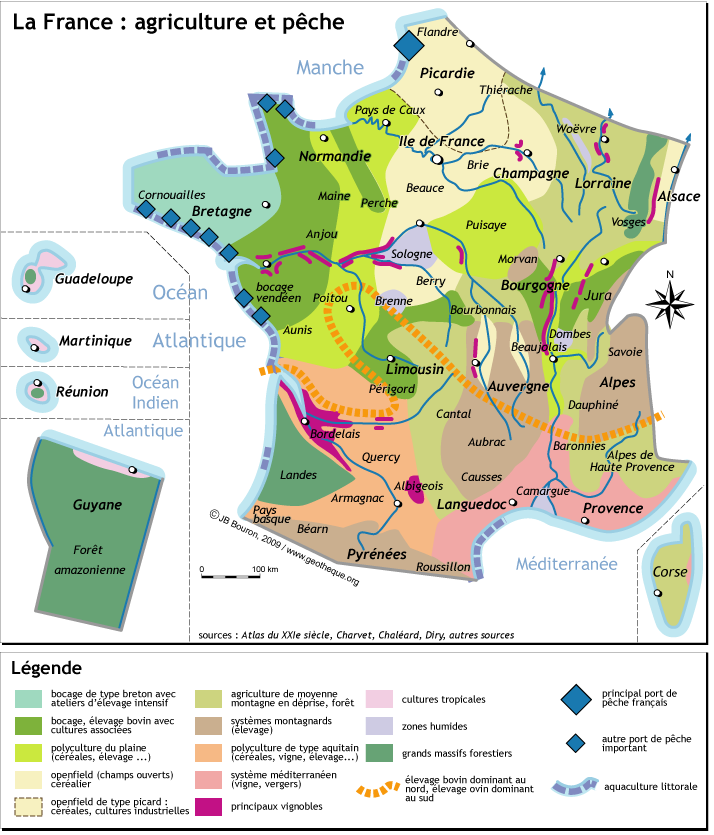 La France : agriculture et pêche
Flandre
Manche
Picardie
Thiérache
Pays de Caux
Woëvre
Ile de France
Normandie
Brie
Champagne
Lorraine
Alsace
Cornouailles
Maine
Perche
Beauce
Bretagne
Vosges
Puisaye
Anjou
Sologne
Morvan
Guadeloupe
Océan
bocage
vendéen
Poitou
Brenne
Berry
Bourgogne
Jura
N
Bourbonnais
Aunis
Dombes
Martinique
Atlantique
Beaujolais
Savoie
Limousin
Réunion
Océan
Indien
Périgord
Auvergne
Alpes
Dauphiné
Cantal
Atlantique
Bordelais
Aubrac
Baronnies
Quercy
Alpes de
Haute Provence
Landes
Causses
Albigeois
Camargue
Armagnac
Languedoc
Provence
Guyane
Pays
basque
Béarn
Forêt
amazonienne
Pyrénées
Roussillon
Méditerranée
Corse
© JB Bouron, 2009 / www.geotheque.org
0 100 km
sources : Atlas du XXIe siècle, Charvet, Chaléard, Diry, autres sources
Légende
bocage de type breton avec
ateliers d'élevage intensif
bocage, élevage bovin avec
cultures associées
polyculture du plaine
(céréales, élevage ...)
openfield (champs ouverts)
céréalier
openfield de type picard :
céréales, cultures industrielles
agriculture de moyenne
montagne en déprise, forêt
systèmes montagnards
(élevage)
polyculture de type aquitain
(céréales, vigne, élevage...)
système méditerranéen
(vigne, vergers)
principaux vignobles
cultures tropicales
zones humides
grands massifs forestiers
élevage bovin dominant au
nord, élevage ovin dominant
au sud
principal port de
pêche français
autre port de pêche
important
aquaculture littorale